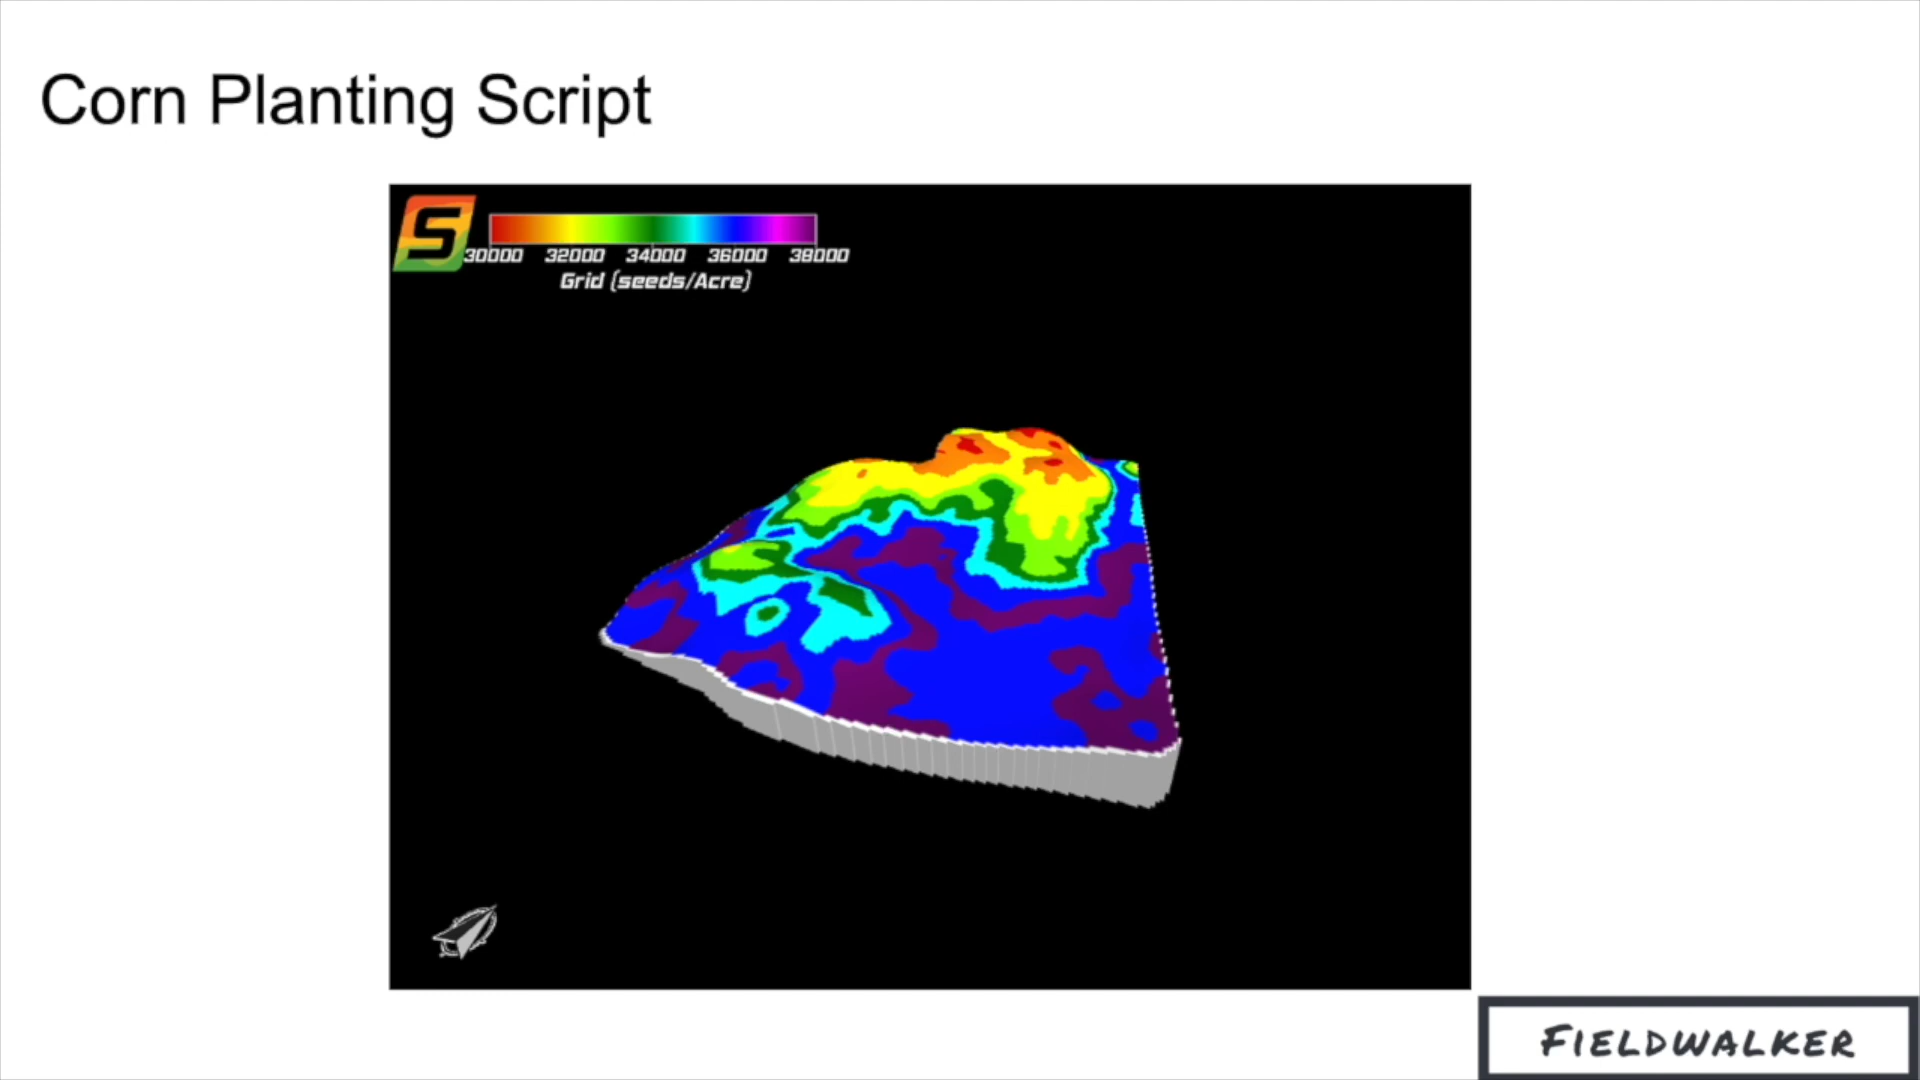 Corn Planting Script
S
30000 32000 34000 36000 38000
Grid (seeds/Acre)
FIELDWALKER